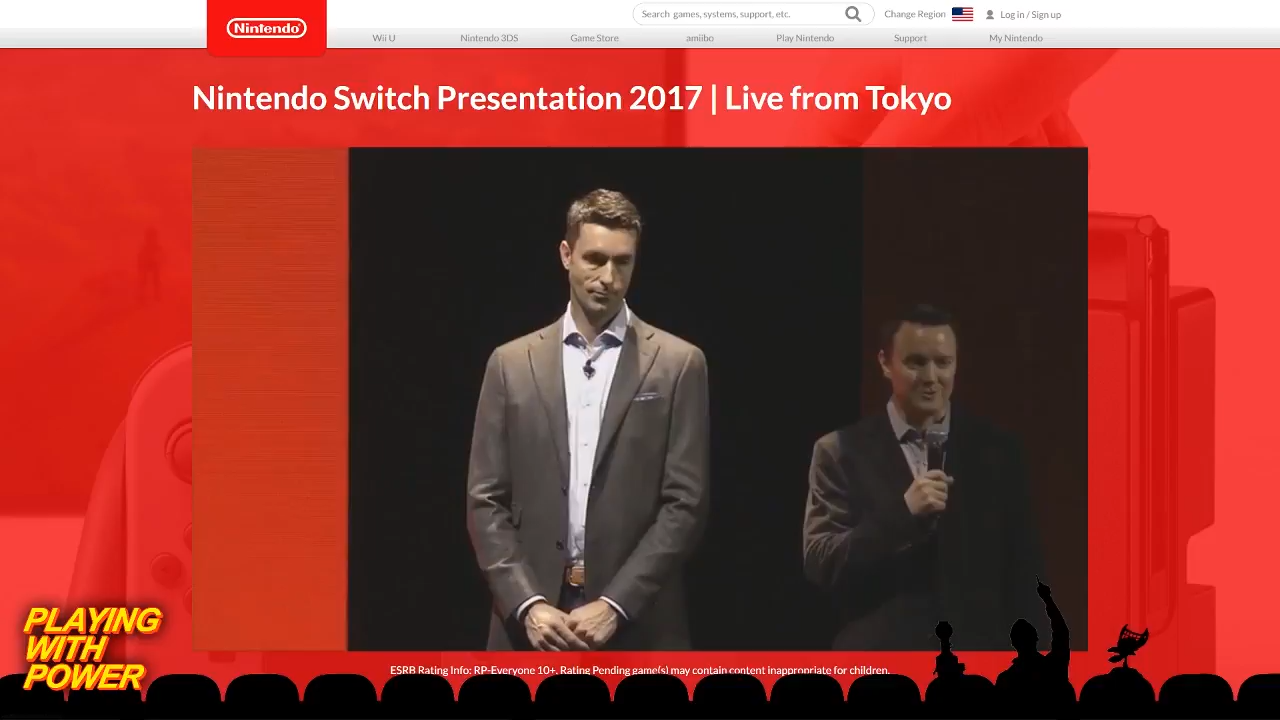 Nintendo
Search games, systems, support, etc.
Change Region
Log in / Sign up
Wii U
Nintendo 3DS
Game Store
amiibo
Play Nintendo
Support
My Nintendo
Nintendo Switch Presentation 2017 | Live from Tokyo
PLAYING
WITH
POWER
ESRB Rating Info: RP-Everyone 10+, Rating Pending game(s) may contain content inappropriate for children.